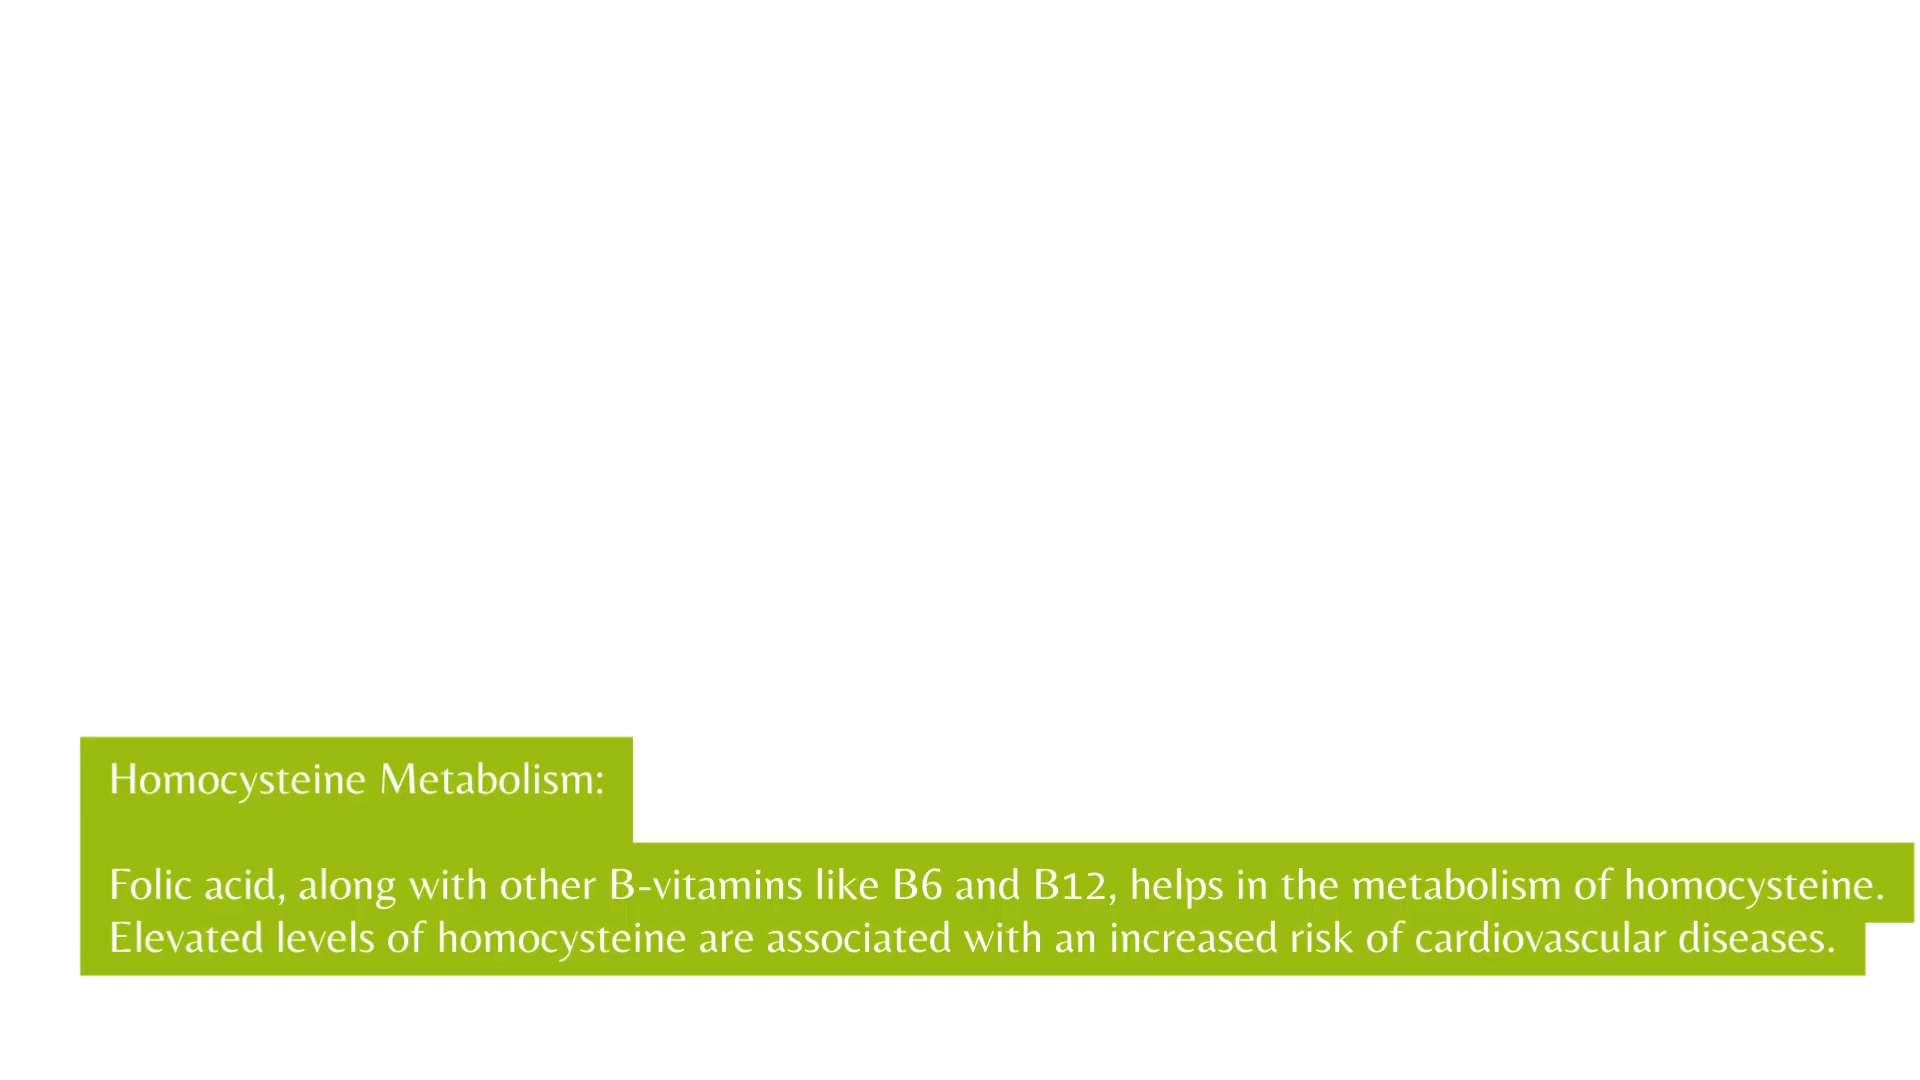 Homocysteine Metabolism:
Folic acid, along with other B-vitamins like B6 and B12, helps in the metabolism of homocysteine.
Elevated levels of homocysteine are associated with an increased risk of cardiovascular diseases.